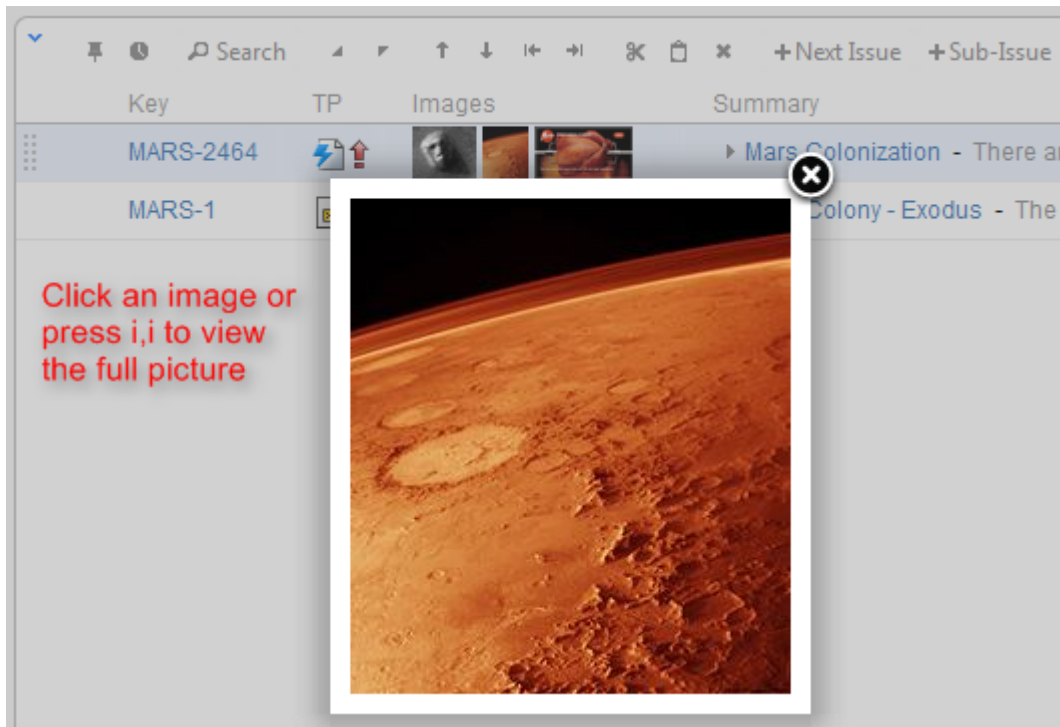 Search +Next Issue +Sub-Issue
Key TP Images Summary
MARS-2464 Mars Colonization - There
MARS-1 Colony - Exodus - The
Click an image or
press i,i to view
the full picture